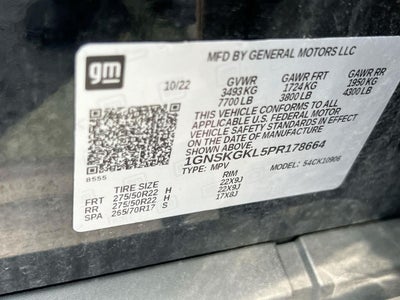 gm
MFD BY GENERAL MOTORS LLC
10/22 GVWR GAWR FRT GAWR RR
3493 KG 1724 KG 1950 KG
7700 LB 3800 LB 4300 LB
THIS VEHICLE CONFORMS TO ALL
APPLICABLE U.S. FEDERAL MOTOR
VEHICLE SAFETY STANDARDS IN EFFECT
ON THE DATE OF MANUFACTURE
1GNSKGKL5PR178664
8555 TYPE: MPV MODEL: 54CK10906
TIRE SIZE RIM
FRT 275/50R22 H 22X9J
RR 275/50R22 H 22X9J
SPA 265/70R17 S 17X8J